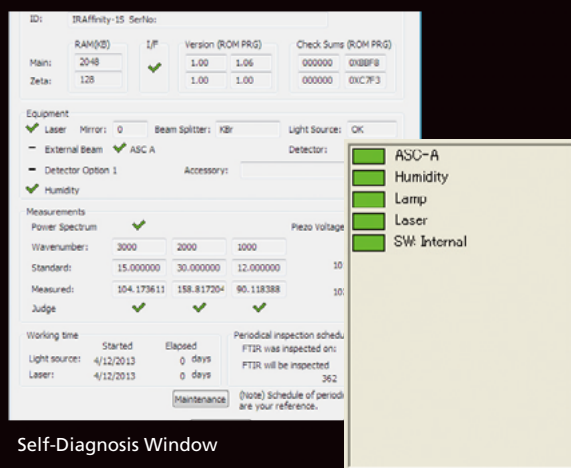 ID: IRAffinity-1S SerNo:
RAM(KB) I/F Version (ROM PRG) Check Sums (ROM PRG)
Main: 2048 1.00 1.06 000000 0XBBF8
Zeta: 128 1.00 1.00 000000 0XC7F3
Equipment
Laser Mirror: 0 Beam Splitter: KBr Light Source: OK
External Beam ASC A Detector:
Detector Option 1 Accessory:
Humidity
Measurements
Power Spectrum Piezo Voltage
Wavenumber: 3000 2000 1000
Standard: 15.000000 30.000000 12.000000 10
Measured: 104.173611 158.817204 90.118388 10
Judge
Working time Periodical inspection schedu
Started Elapsed FTIR was inspected on:
Light source: 4/12/2013 0 days FTIR will be inspected
Laser: 4/12/2013 0 days 362
Maintenance (Note) Schedule of periodi
are your reference.
ASC-A
Humidity
Lamp
Laser
SW: Internal
Self-Diagnosis Window